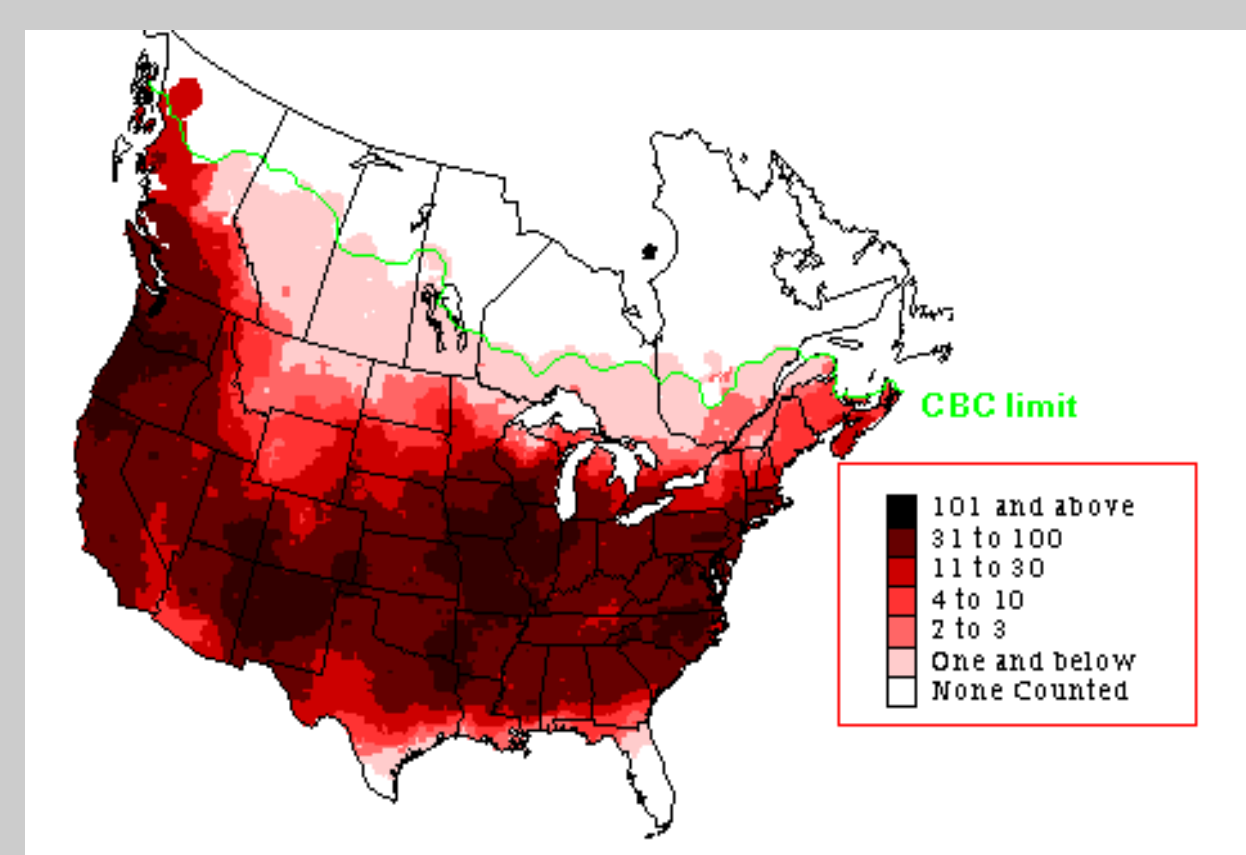 CBC limit
101 and above
31 to 100
11 to 30
4 to 10
2 to 3
One and below
None Counted